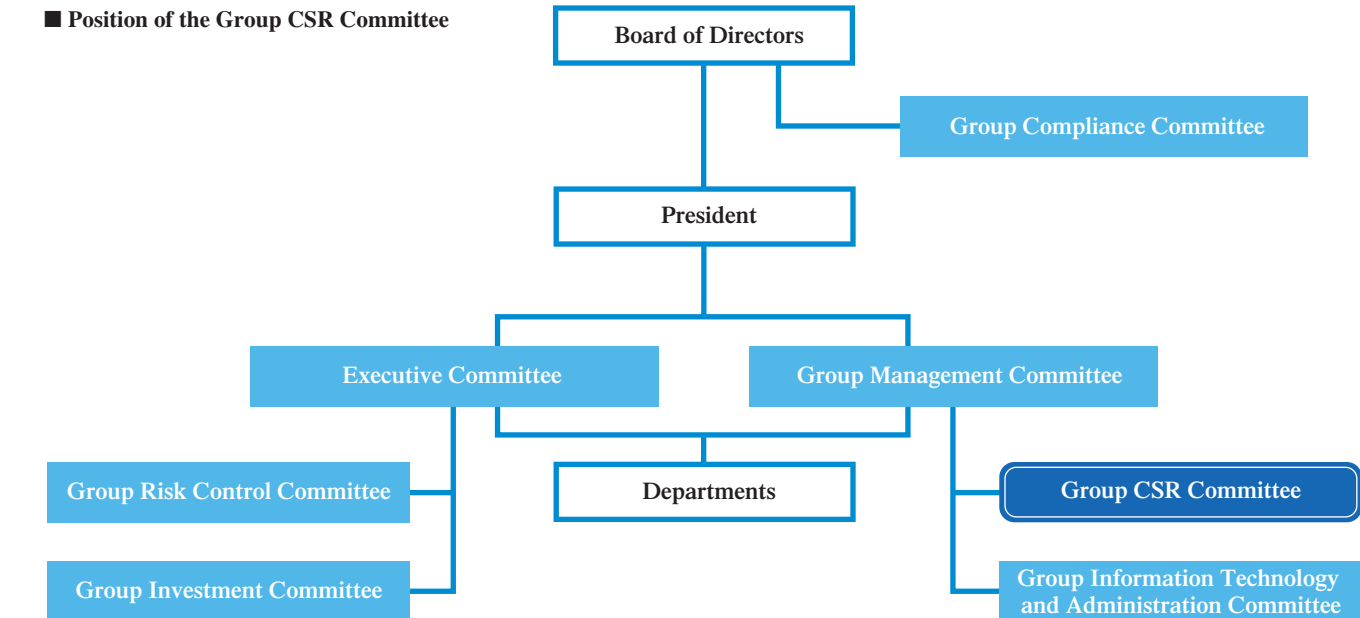 ■ Position of the Group CSR Committee
Board of Directors
Group Compliance Committee
President
Executive Committee
Group Management Committee
Group Risk Control Committee
Departments
Group CSR Committee
Group Investment Committee
Group Information Technology
and Administration Committee